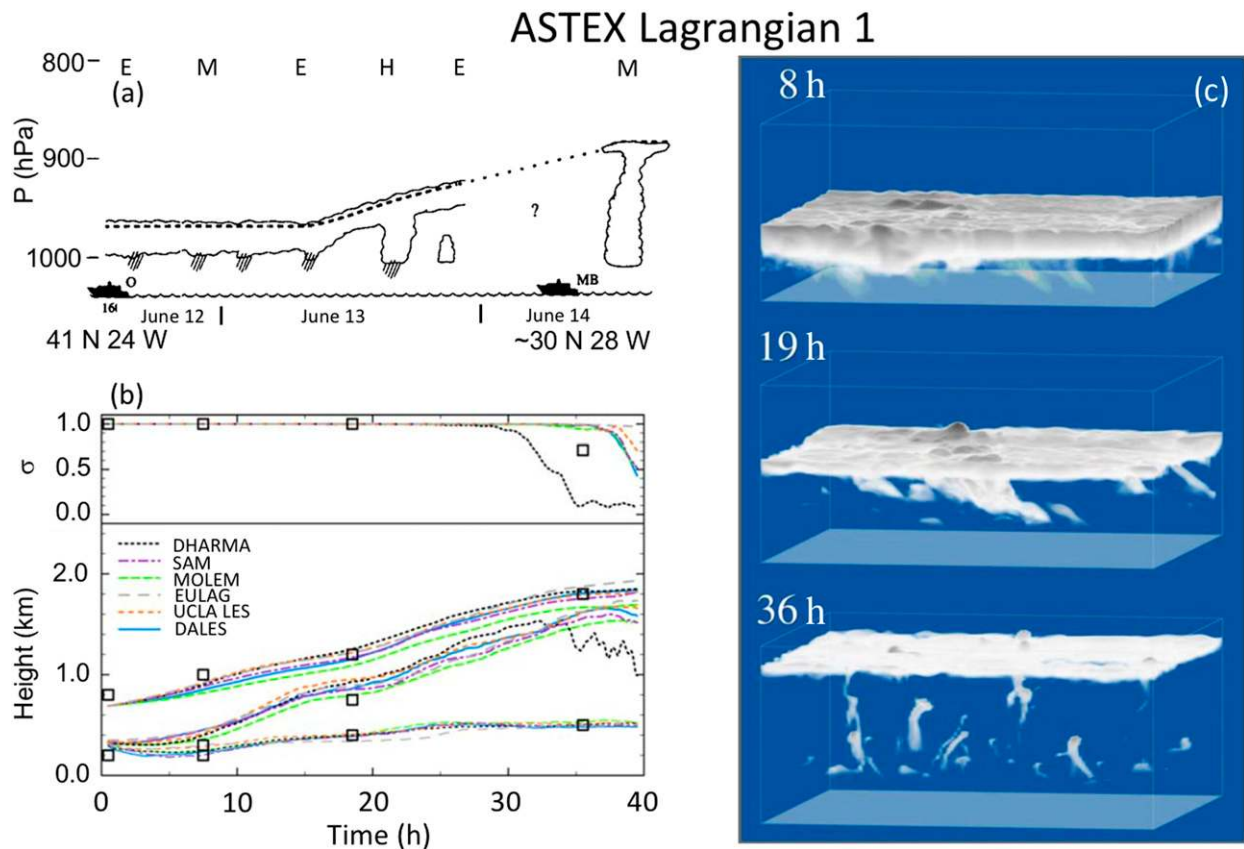 ASTEX Lagrangian 1
800
E M E H E M
(a)
P (hPa)
900
1000
?
O
MB
June 12
June 13
June 14
41 N 24 W
~30 N 28 W
(b)
1.0
0.5
0.0
σ
DHARMA
SAM
MOLEM
EULAG
UCLA LES
DALES
2.0
1.0
0.0
Height (km)
0 10 20 30 40
Time (h)
8 h
(c)
19 h
36 h